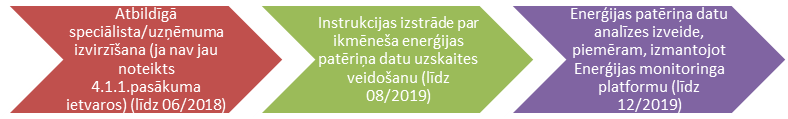 Atbildīgā
speciālista/uzņēmuma
izvirzīšana (ja nav jau
noteikts
4.1.1.pasākuma
ietvaros) (līdz 06/2018)
Instrukcijas izstrāde par
ikmēneša enerģijas
patēriņa datu uzskaites
veidošanu (līdz
08/2019)
Enerģijas patēriņa datu
analīzes izveide,
piemēram, izmantojot
Enerģijas monitoringa
platformu (līdz
12/2019)